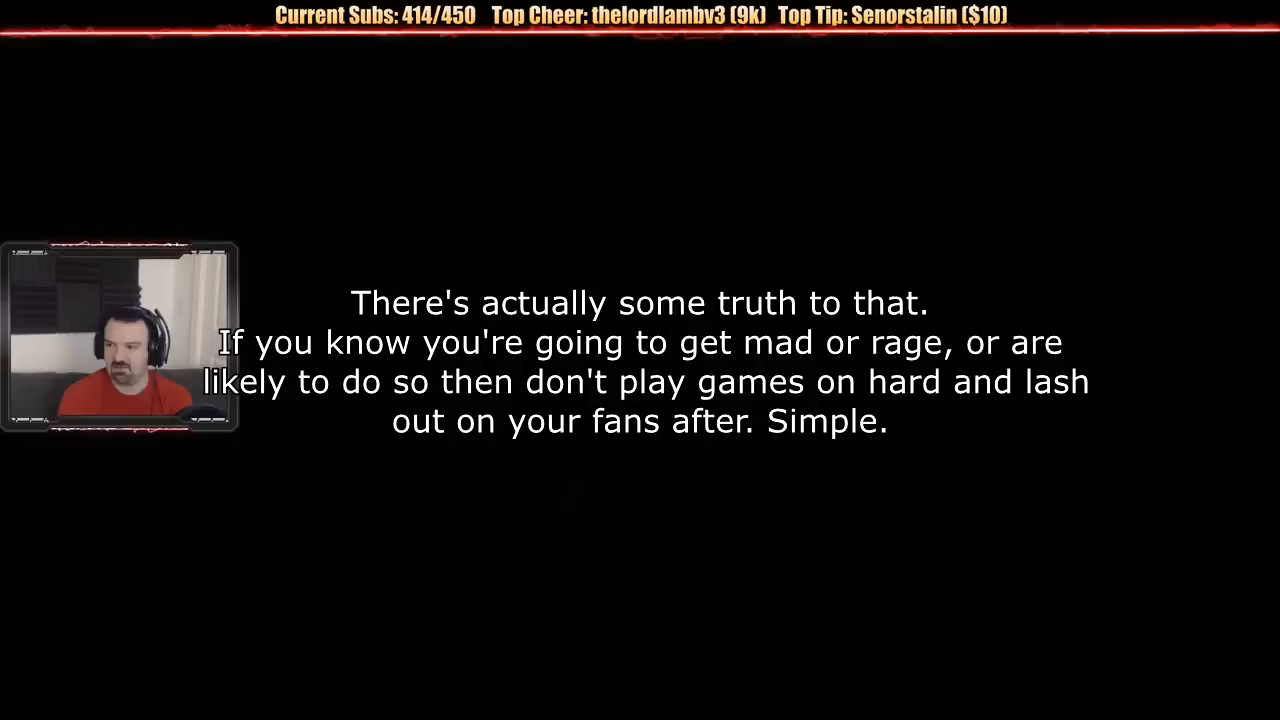 Current Subs: 414/450 Top Cheer: thelordlambv3 (9k) Top Tip: Senorstalin ($10)
There's actually some truth to that.
If you know you're going to get mad or rage, or are
likely to do so then don't play games on hard and lash
out on your fans after. Simple.